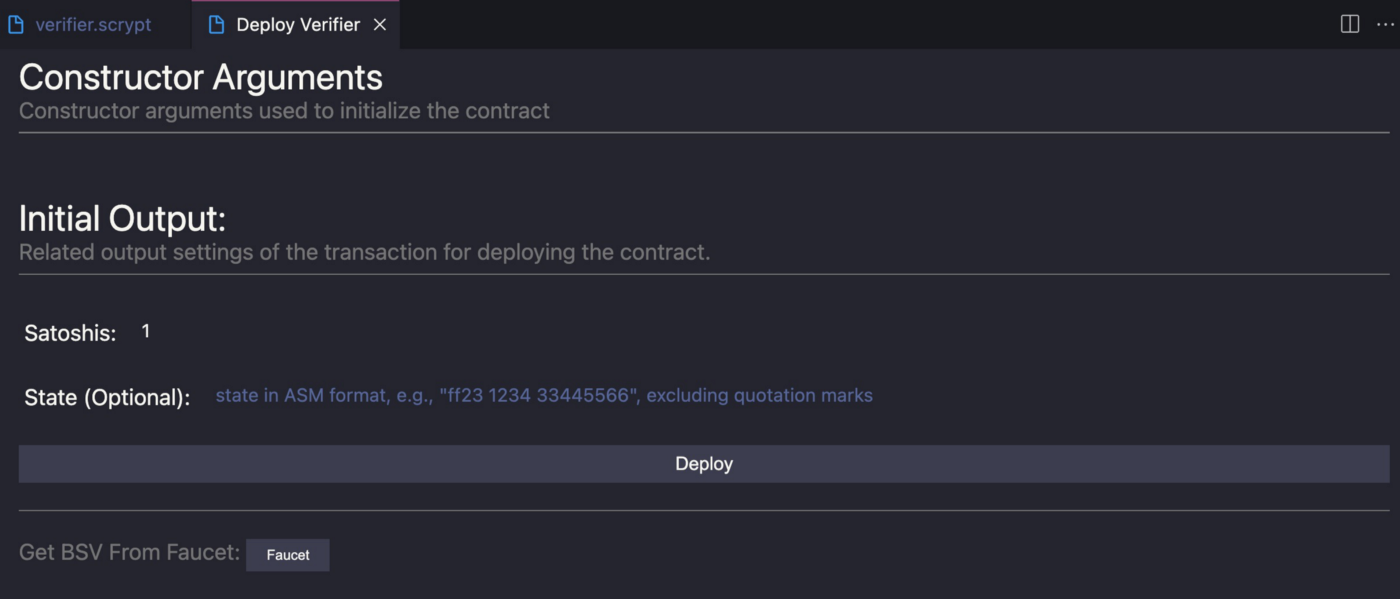 verifier.scrypt
Deploy Verifier
Constructor Arguments
Constructor arguments used to initialize the contract
Initial Output:
Related output settings of the transaction for deploying the contract.
Satoshis: 1
State (Optional): state in ASM format, e.g., "ff23 1234 33445566", excluding quotation marks
Deploy
Get BSV From Faucet: Faucet